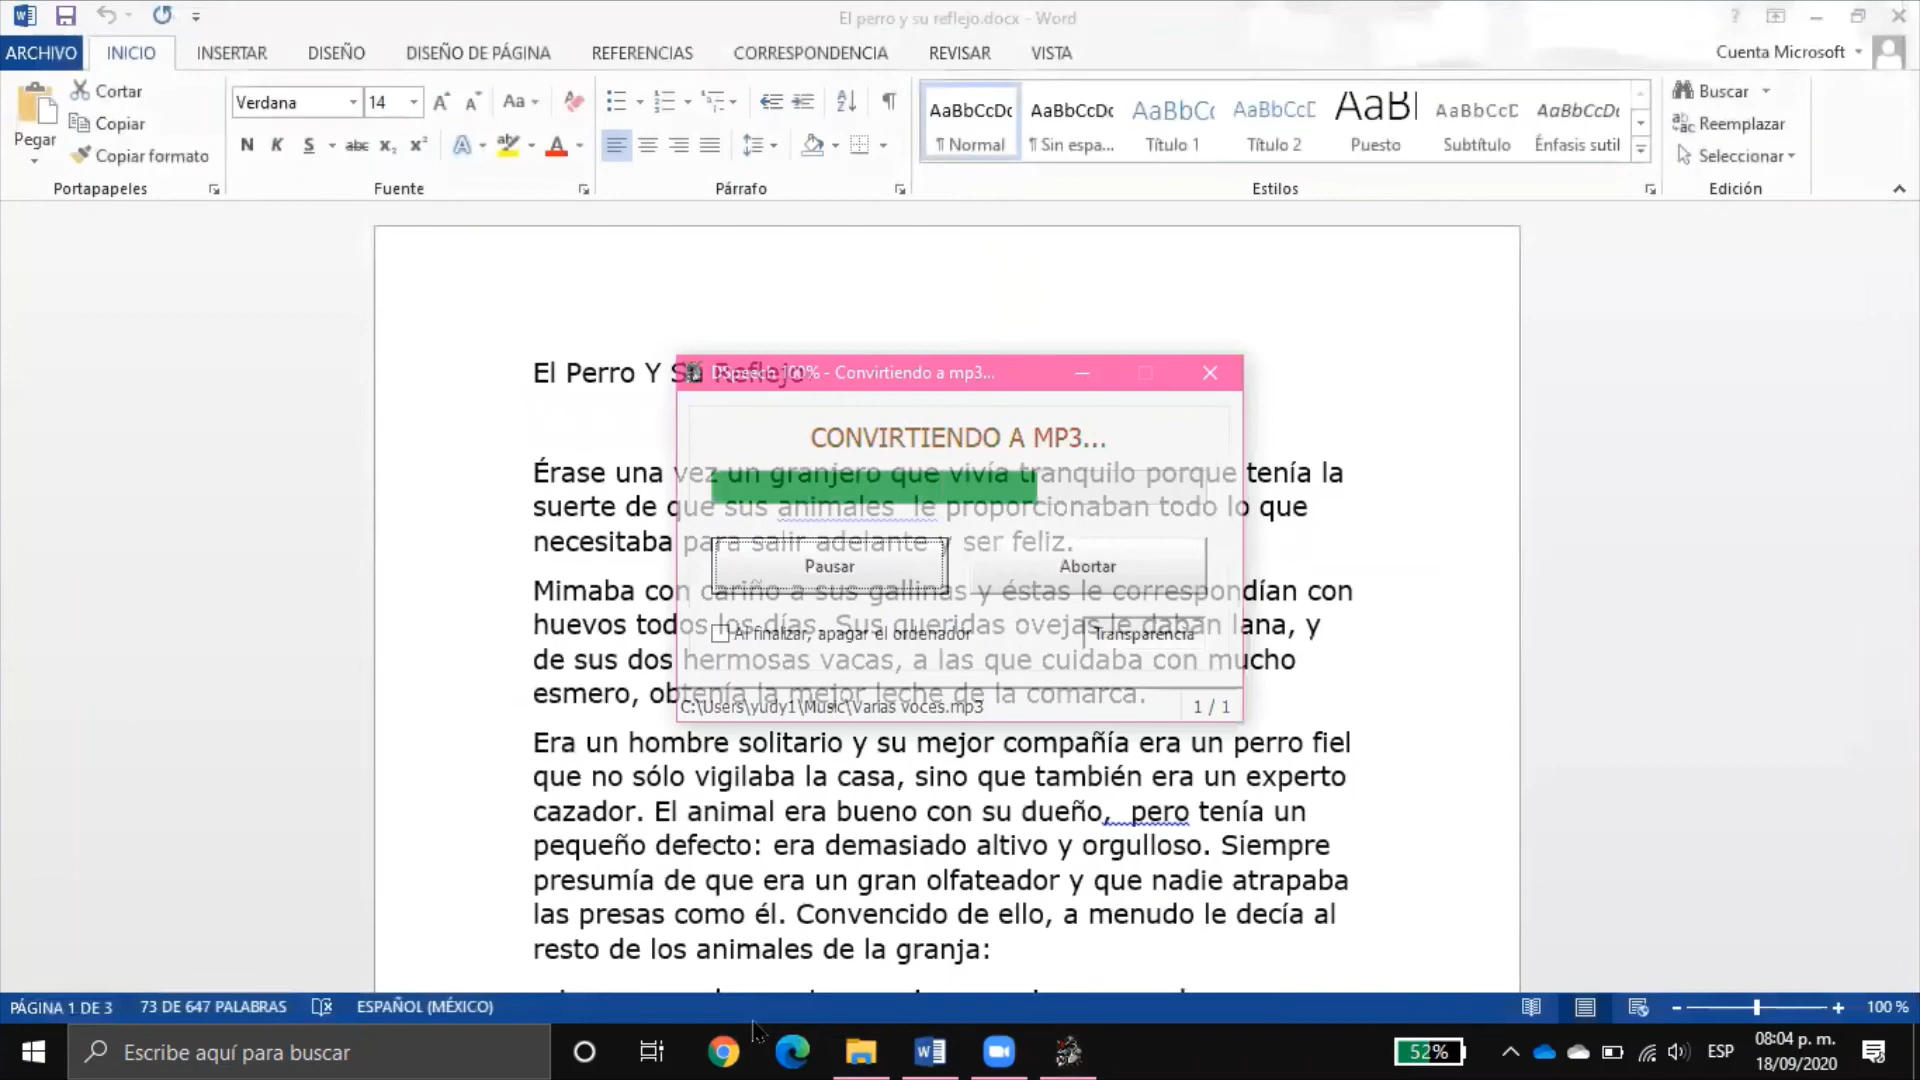 El perro y su reflejo.docx - Word
ARCHIVO INICIO INSERTAR DISEÑO DISEÑO DE PÁGINA REFERENCIAS CORRESPONDENCIA REVISAR VISTA Cuenta Microsoft
Cortar
Copiar
Copiar formato
Pegar
Portapapeles
Verdana 14
Aa
N K S abc x₂ x²
Fuente
Párrafo
AaBbCcDc AaBbCcDc AaBbC AaBbCcD AaB AaBbCcD AaBbCcDc
¶ Normal ¶ Sin espa... Título 1 Título 2 Puesto Subtítulo Énfasis sutil
Estilos
Buscar
Reemplazar
Seleccionar
Edición
El Perro Y Su Reflejo
DSpeech 100% - Convirtiendo a mp3...
CONVIRTIENDO A MP3...
Pausar Abortar
Al finalizar, apagar el ordenador Transparencia
C:\Users\yudy1\Music\Varias voces.mp3 1 / 1
Érase una vez un granjero que vivía tranquilo porque tenía la
suerte de que sus animales le proporcionaban todo lo que
necesitaba para salir adelante y ser feliz.
Mimaba con cariño a sus gallinas y éstas le correspondían con
huevos todos los días. Sus queridas ovejas le daban lana, y
de sus dos hermosas vacas, a las que cuidaba con mucho
esmero, obtenía la mejor leche de la comarca.
Era un hombre solitario y su mejor compañía era un perro fiel
que no sólo vigilaba la casa, sino que también era un experto
cazador. El animal era bueno con su dueño, pero tenía un
pequeño defecto: era demasiado altivo y orgulloso. Siempre
presumía de que era un gran olfateador y que nadie atrapaba
las presas como él. Convencido de ello, a menudo le decía al
resto de los animales de la granja:
PÁGINA 1 DE 3 73 DE 647 PALABRAS ESPAÑOL (MÉXICO) 100 %
Escribe aquí para buscar
52%
ESP
08:04 p. m.
18/09/2020